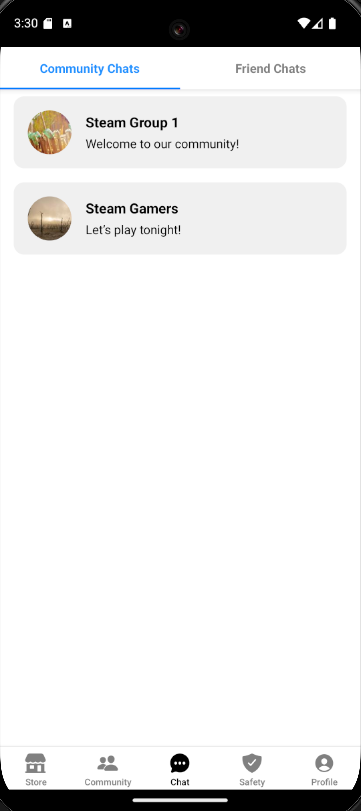 3:30
Community Chats
Friend Chats
Steam Group 1
Welcome to our community!
Steam Gamers
Let's play tonight!
Store
Community
Chat
Safety
Profile